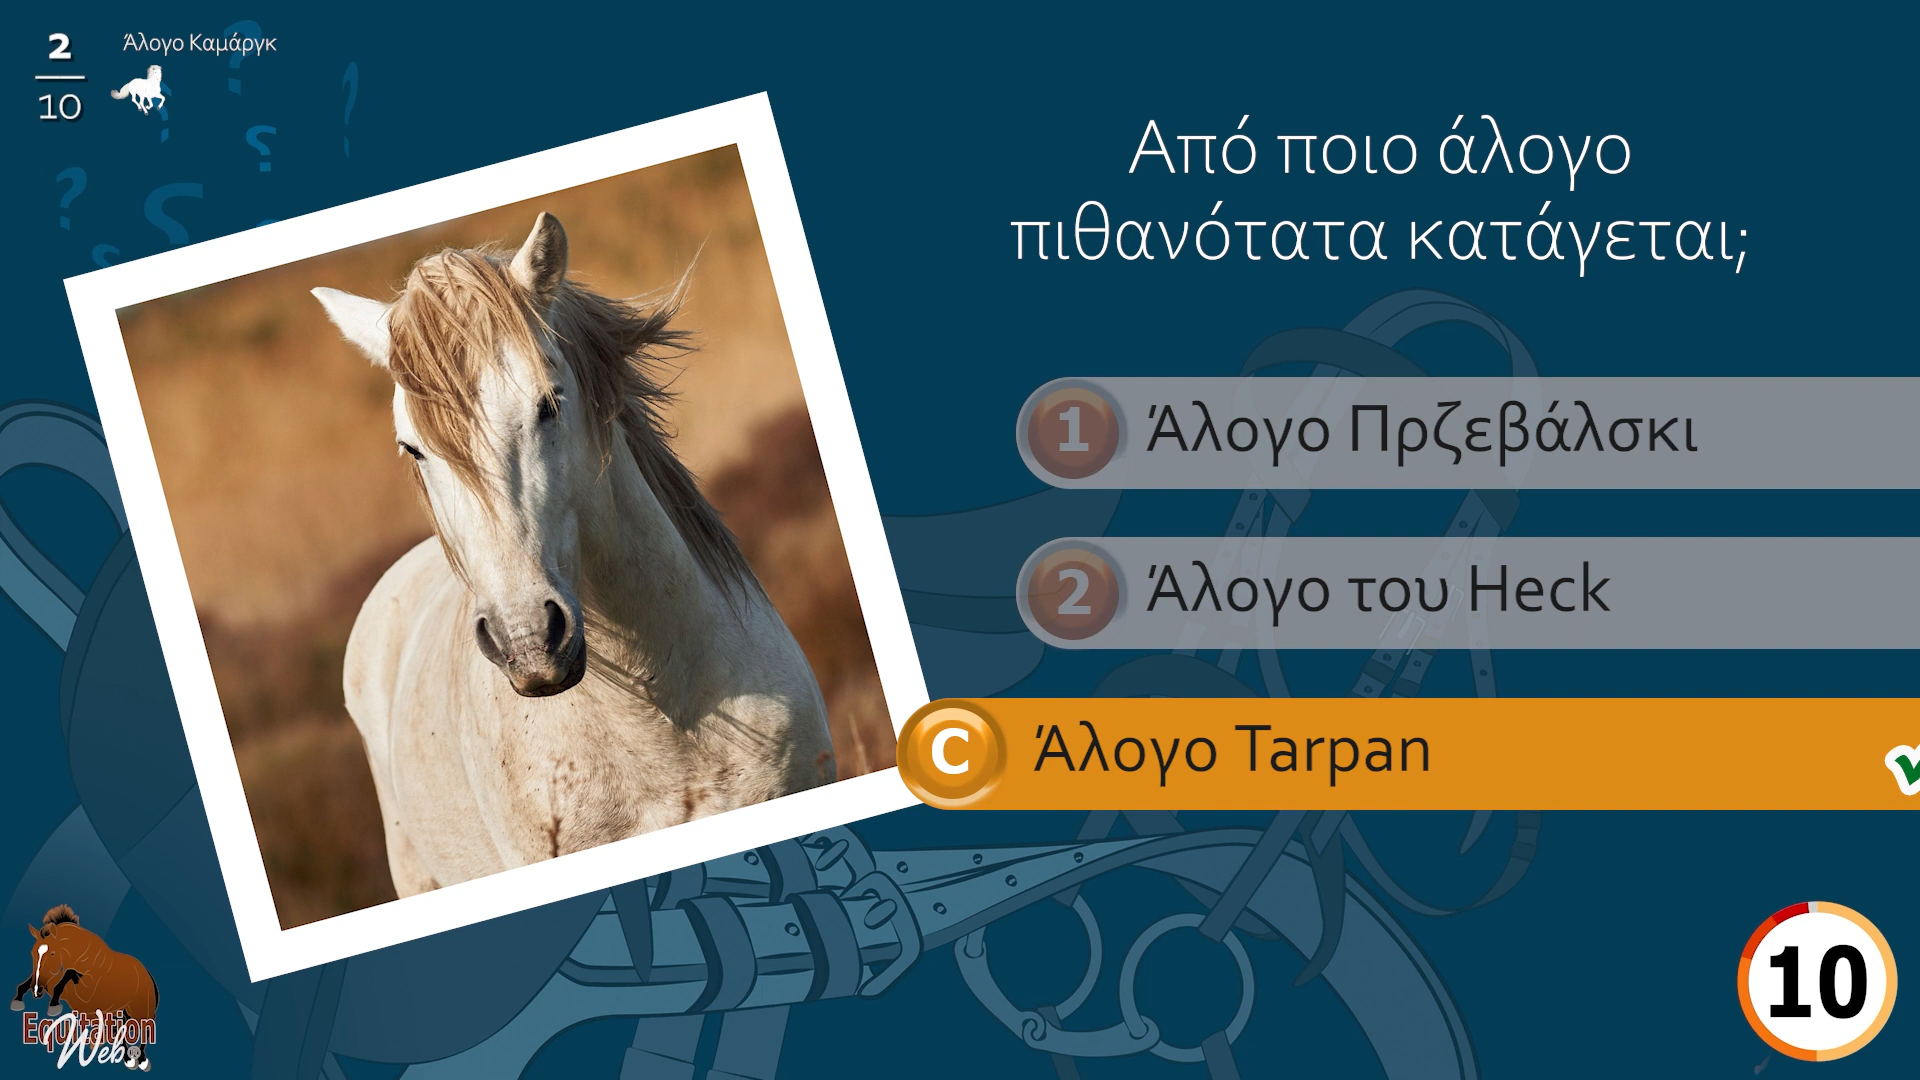 2
10
Άλογο Καμάργκ
Από ποιο άλογο
πιθανότατα κατάγεται;
1 Άλογο Πρζεβάλσκι
2 Άλογο του Heck
C Άλογο Tarpan
Equitation
Web
10